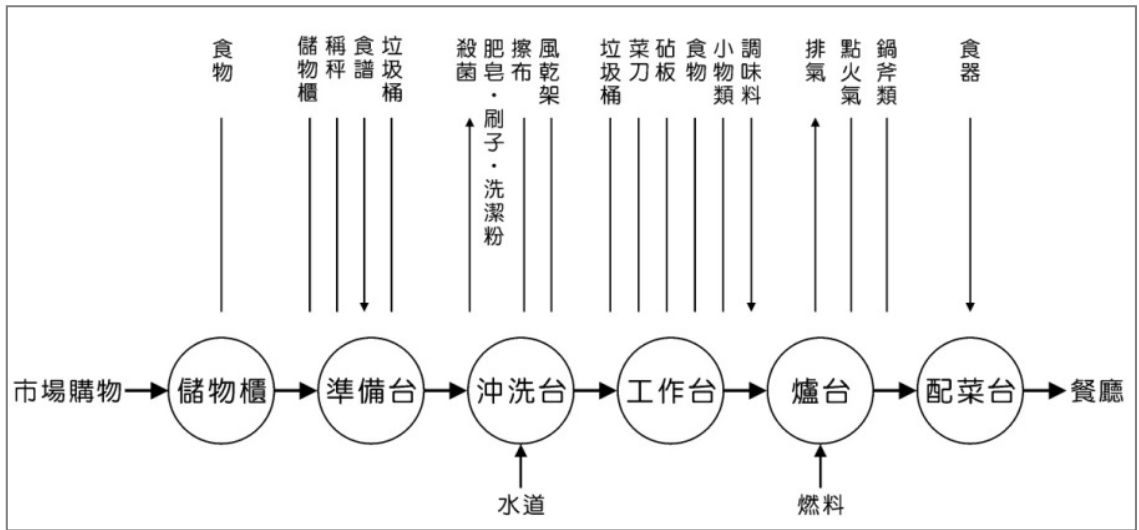 食物
儲物櫃
稱秤
食譜
垃圾桶
殺菌
肥皂・刷子・洗潔粉
擦布
風乾架
垃圾桶
菜刀
砧板
食物
小物類
調味料
排氣
點火氣
鍋斧類
食器
市場購物
儲物櫃
準備台
沖洗台
工作台
爐台
配菜台
餐廳
水道
燃料